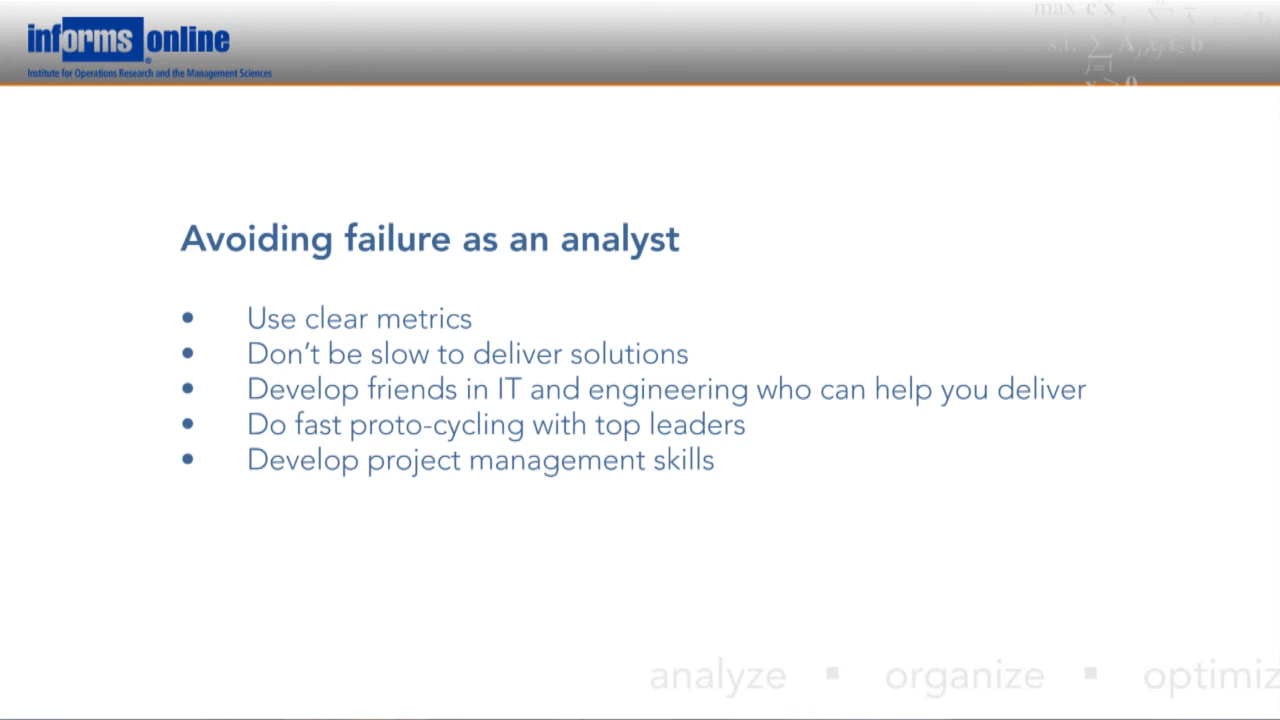 informs online
®
Institute for Operations Research and the Management Sciences
max c'x
s.t.
Avoiding failure as an analyst
• Use clear metrics
• Don't be slow to deliver solutions
• Develop friends in IT and engineering who can help you deliver
• Do fast proto-cycling with top leaders
• Develop project management skills
analyze ▪ organize ▪ optimiz